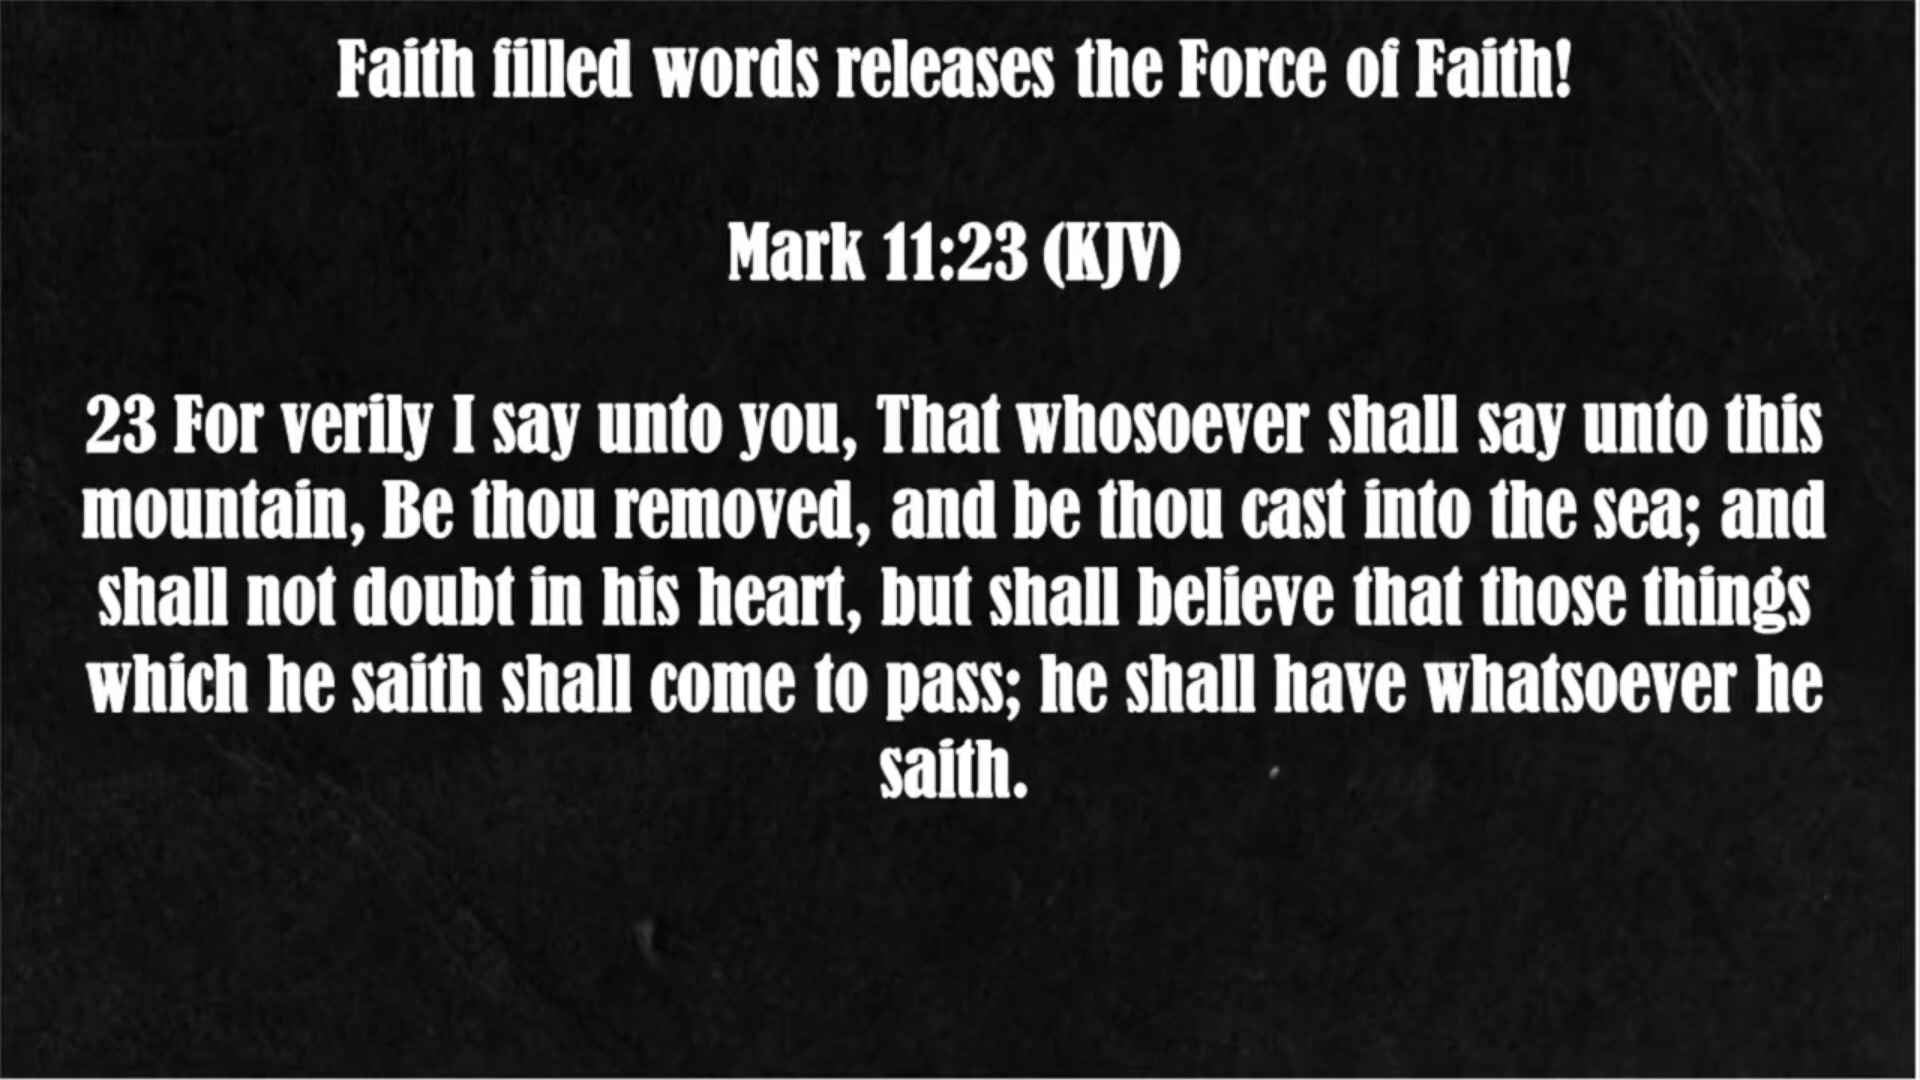 Faith filled words releases the Force of Faith!
Mark 11:23 (KJV)
23 For verily I say unto you, That whosoever shall say unto this
mountain, Be thou removed, and be thou cast into the sea; and
shall not doubt in his heart, but shall believe that those things
which he saith shall come to pass; he shall have whatsoever he
saith.